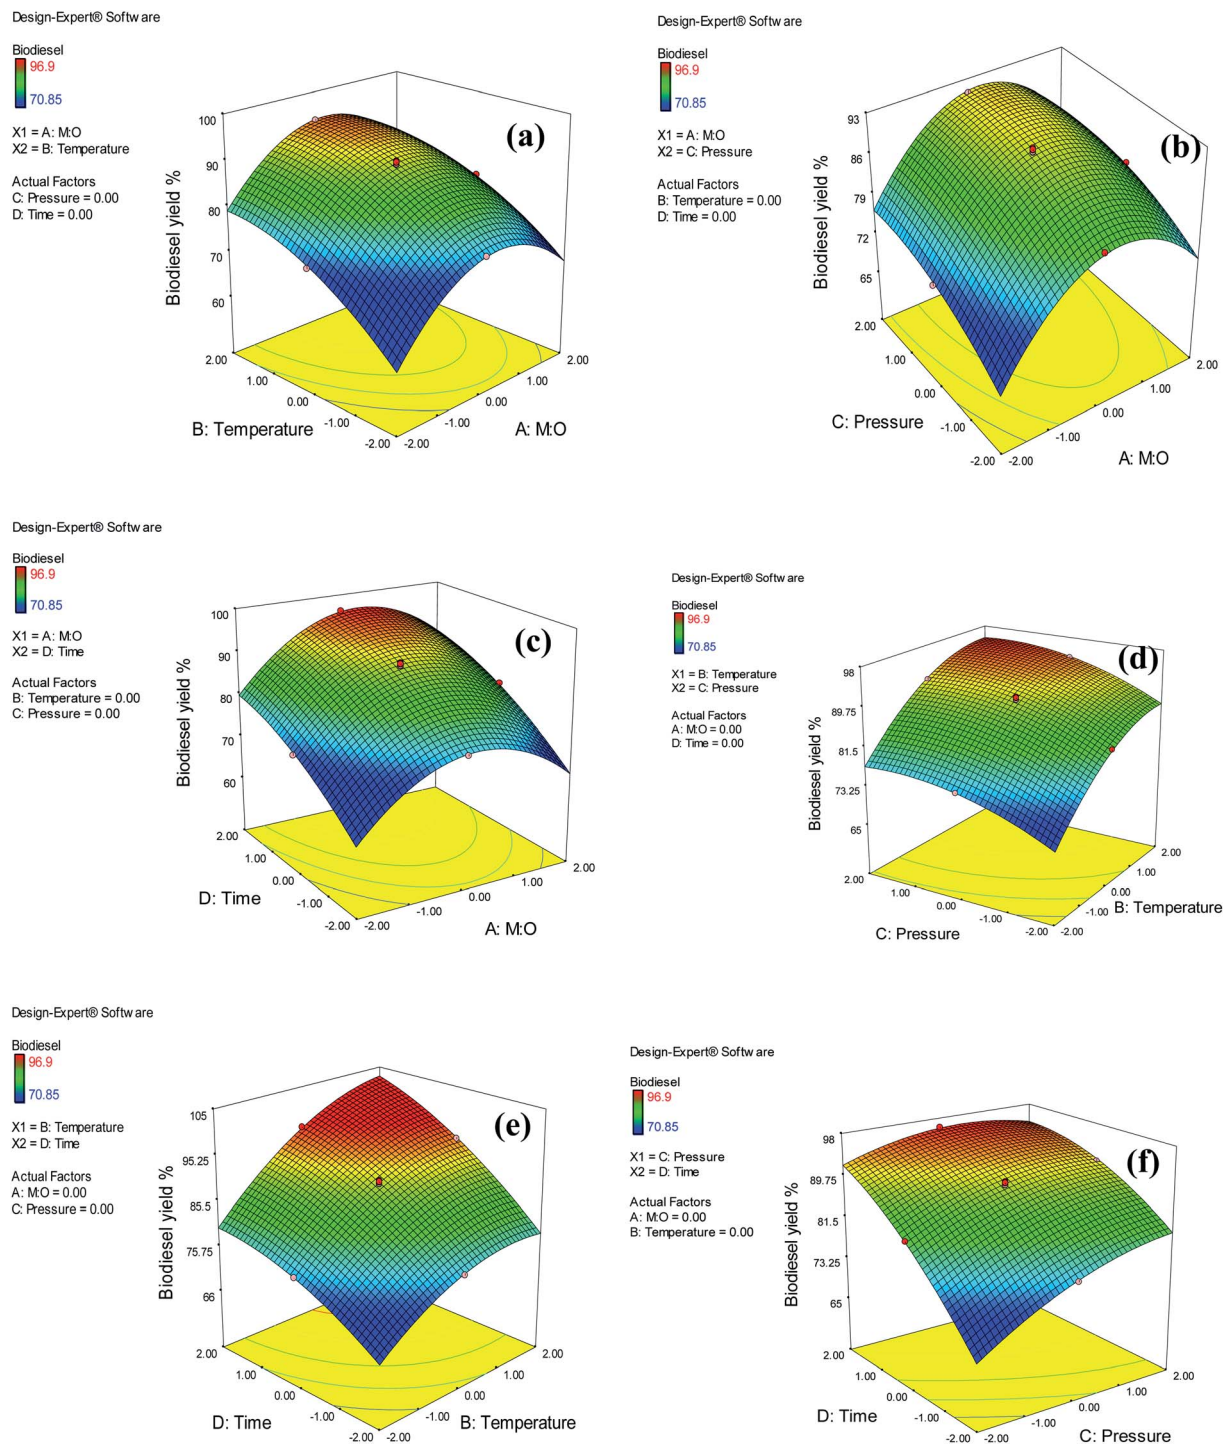 Design-Expert® Software
Biodiesel
96.9
70.85
X1 = A: M:O
X2 = B: Temperature
Actual Factors
C: Pressure = 0.00
D: Time = 0.00
(a)
100
90
80
70
60
Biodiesel yield %
2.00
1.00
0.00
-1.00
-2.00
B: Temperature
-2.00
-1.00
0.00
1.00
2.00
A: M:O
Design-Expert® Software
Biodiesel
96.9
70.85
X1 = A: M:O
X2 = C: Pressure
Actual Factors
B: Temperature = 0.00
D: Time = 0.00
(b)
93
86
79
72
65
Biodiesel yield %
2.00
1.00
0.00
-1.00
-2.00
C: Pressure
-2.00
-1.00
0.00
1.00
2.00
A: M:O
Design-Expert® Software
Biodiesel
96.9
70.85
X1 = A: M:O
X2 = D: Time
Actual Factors
B: Temperature = 0.00
C: Pressure = 0.00
(c)
100
90
80
70
60
Biodiesel yield %
2.00
1.00
0.00
-1.00
-2.00
D: Time
-2.00
-1.00
0.00
1.00
2.00
A: M:O
Design-Expert® Software
Biodiesel
96.9
70.85
X1 = B: Temperature
X2 = C: Pressure
Actual Factors
A: M:O = 0.00
D: Time = 0.00
(d)
98
89.75
81.5
73.25
65
Biodiesel yield %
2.00
1.00
0.00
-1.00
-2.00
C: Pressure
-2.00
-1.00
0.00
1.00
2.00
B: Temperature
Design-Expert® Software
Biodiesel
96.9
70.85
X1 = B: Temperature
X2 = D: Time
Actual Factors
A: M:O = 0.00
C: Pressure = 0.00
(e)
105
95.25
85.5
75.75
66
Biodiesel yield %
2.00
1.00
0.00
-1.00
-2.00
D: Time
-2.00
-1.00
0.00
1.00
2.00
B: Temperature
Design-Expert® Software
Biodiesel
96.9
70.85
X1 = C: Pressure
X2 = D: Time
Actual Factors
A: M:O = 0.00
B: Temperature = 0.00
(f)
98
89.75
81.5
73.25
65
Biodiesel yield %
2.00
1.00
0.00
-1.00
-2.00
D: Time
-2.00
-1.00
0.00
1.00
2.00
C: Pressure